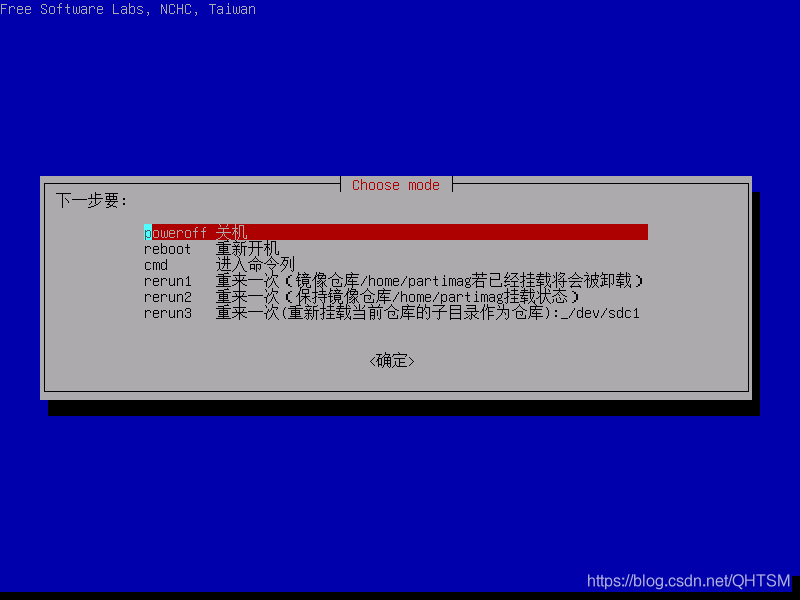 Free Software Labs, NCHC, Taiwan
Choose mode
下一步要:
poweroff 关机
reboot 重新开机
cmd 进入命令列
rerun1 重来一次(镜像仓库/home/partimag若已经挂载将会被卸载)
rerun2 重来一次(保持镜像仓库/home/partimag挂载状态)
rerun3 重来一次(重新挂载当前仓库的子目录作为仓库):_/dev/sdc1
<确定>
https://blog.csdn.net/QHTSM